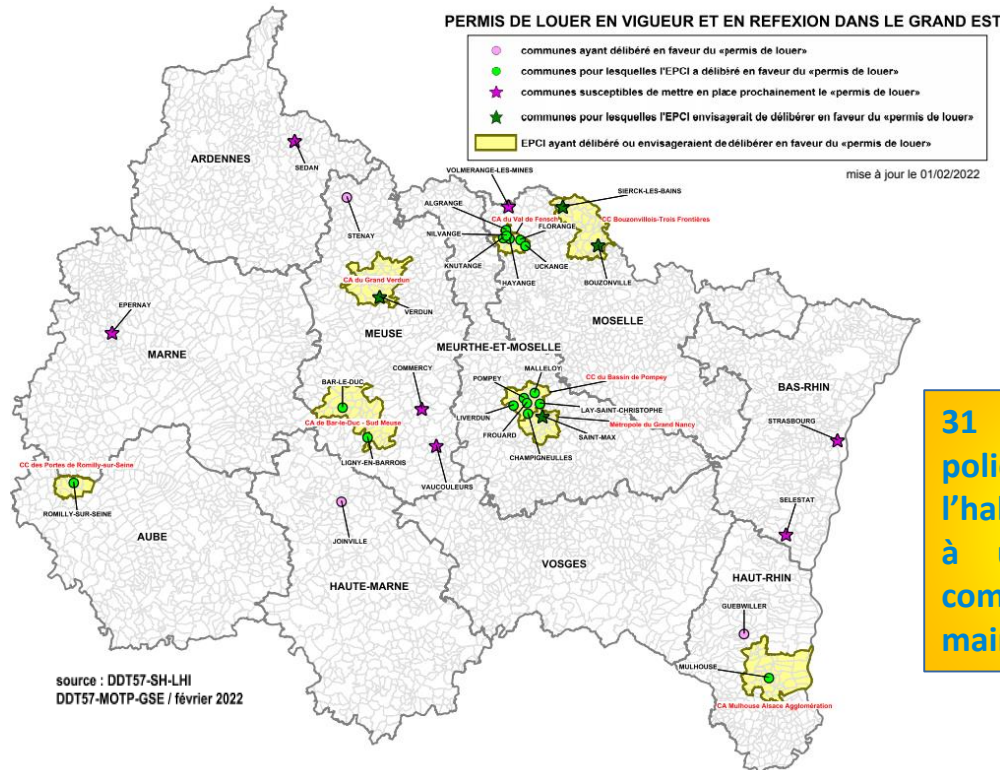 PERMIS DE LOUER EN VIGUEUR ET EN REFEXION DANS LE GRAND EST
communes ayant délibéré en faveur du «permis de louer»
communes pour lesquelles l'EPCI a délibéré en faveur du «permis de louer»
communes susceptibles de mettre en place prochainement le «permis de louer»
communes pour lesquelles l'EPCI envisagerait de délibérer en faveur du «permis de louer»
EPCI ayant délibéré ou envisageraient de délibérer en faveur du «permis de louer»
mise à jour le 01/02/2022
ARDENNES
SEDAN
VOLMERANGE-LES-MINES
SIERCK-LES-BAINS
ALGRANGE
STENAY
CA du Val de Fensch
CC Bouzonvillois-Trois Frontières
FLORANGE
NILVANGE
KNUTANGE
UCKANGE
HAYANGE
BOUZONVILLE
CA du Grand Verdun
VERDUN
EPERNAY
MARNE
MEUSE
MOSELLE
MEURTHE-ET-MOSELLE
MALLELOY
COMMERCY
POMPEY
CC du Bassin de Pompey
BAR-LE-DUC
BAS-RHIN
LIVERDUN
LAY-SAINT-CHRISTOPHE
STRASBOURG
CA de Bar-le-Duc - Sud Meuse
Métropole du Grand Nancy
FROUARD
SAINT-MAX
LIGNY-EN-BARROIS
CHAMPIGNEULLES
CC des Portes de Romilly-sur-Seine
VAUCOULEURS
ROMILLY-SUR-SEINE
SELESTAT
AUBE
JOINVILLE
VOSGES
HAUTE-MARNE
HAUT-RHIN
GUEBWILLER
MULHOUSE
CA Mulhouse Alsace Agglomération
source : DDT57-SH-LHI
DDT57-MOTP-GSE / février 2022
31
à